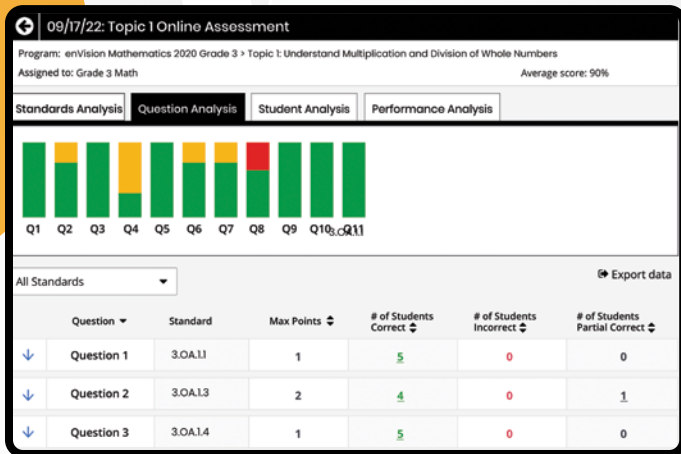 09/17/22: Topic 1 Online Assessment
Program: enVision Mathematics 2020 Grade 3 > Topic 1: Understand Multiplication and Division of Whole Numbers
Assigned to: Grade 3 Math Average score: 90%
Standards Analysis Question Analysis Student Analysis Performance Analysis
Q1 Q2 Q3 Q4 Q5 Q6 Q7 Q8 Q9 Q10 Q11
3.OA.1.1
All Standards Export data
Question Standard Max Points # of Students Correct # of Students Incorrect # of Students Partial Correct
Question 1 3.OA.1.1 1 5 0 0
Question 2 3.OA.1.3 2 4 0 1
Question 3 3.OA.1.4 1 5 0 0